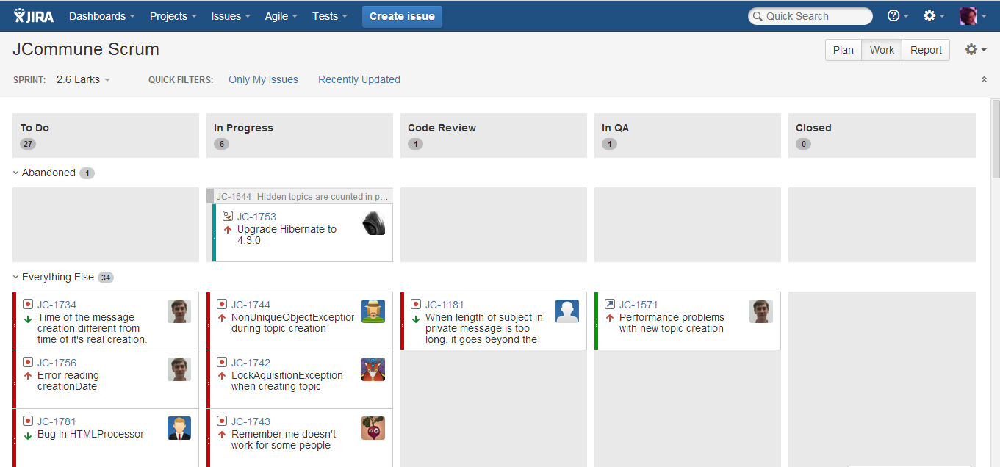 JIRA Dashboards Projects Issues Agile Tests Create issue Quick Search
JCommune Scrum Plan Work Report
SPRINT: 2.6 Larks QUICK FILTERS: Only My Issues Recently Updated
To Do In Progress Code Review In QA Closed
27 6 1 1 0
Abandoned 1
JC-1644 Hidden topics are counted in p...
JC-1753
Upgrade Hibernate to
4.3.0
Everything Else 34
JC-1734
Time of the message
creation different from
time of it's real creation.
JC-1744
NonUniqueObjectException
during topic creation
JC-1181
When length of subject in
private message is too
long, it goes beyond the
JC-1571
Performance problems
with new topic creation
JC-1756
Error reading
creationDate
JC-1742
LockAquisitionException
when creating topic
JC-1781
Bug in HTMLProcessor
JC-1743
Remember me doesn't
work for some people